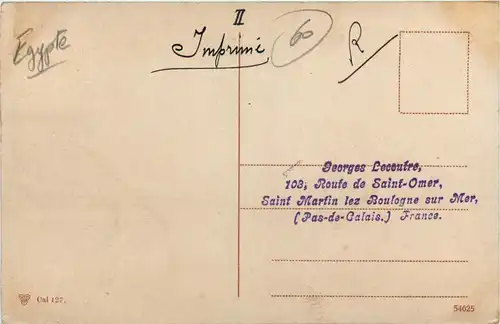 II
Egypte
Imprimé
60
R
Georges Lecoutre,
103, Route de Saint-Omer,
Saint Martin lez Boulogne sur Mer,
(Pas-de-Calais.) France.
Cai 127.
54625